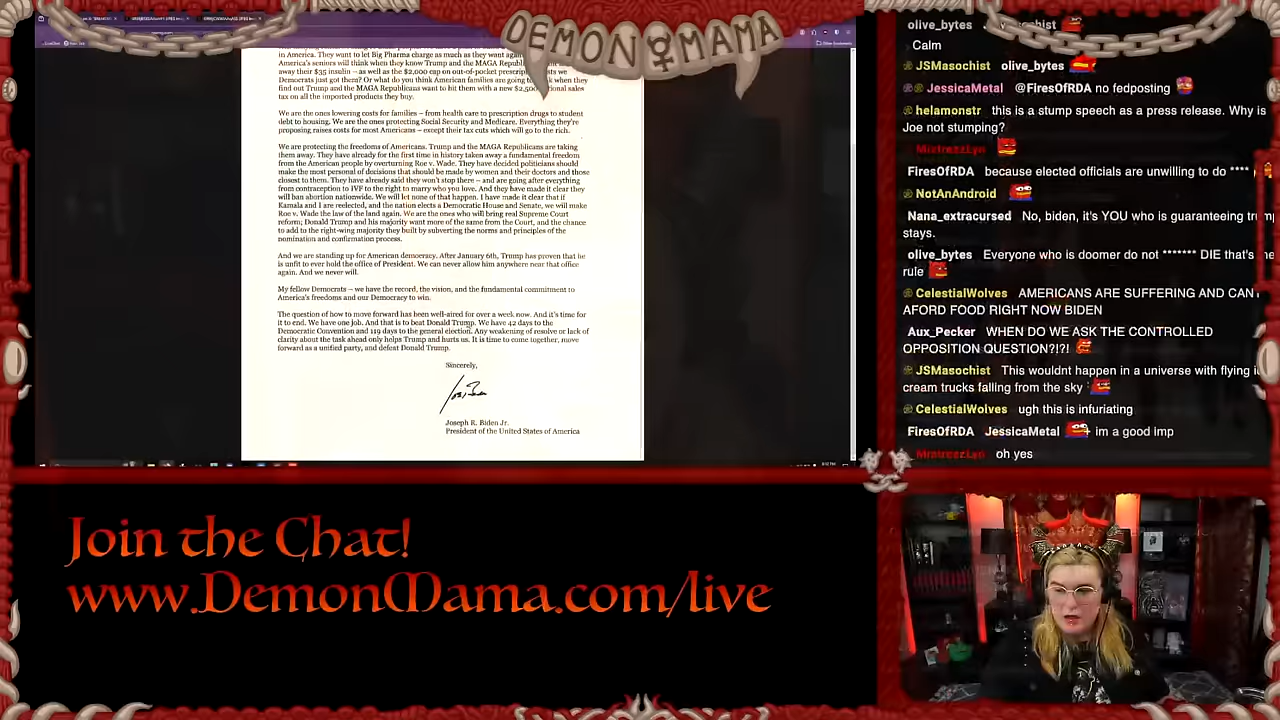 DEMON MAMA
in America. They want to let Big Pharma charge as much as they want
America's seniors will think when they know Trump and the MAGA
away their $35 insulin – as well as the $2,000 cap on out-of-pocket
Democrats just got them? Or what do you think American families are going
find out Trump and the MAGA Republicans want to hit them with a new
tax on all the imported products they buy.
We are the ones lowering costs for families – from health care to prescription drugs to student
debt to housing. We are the ones protecting Social Security and Medicare. Everything they're
proposing raises costs for most Americans – except their tax cuts which will go to the rich.
We are protecting the freedoms of Americans. Trump and the MAGA Republicans are taking
them away. They have already for the first time in history taken away a fundamental freedom
from the American people by overturning Roe v. Wade. They have decided politicians should
make the most personal of decisions that should be made by women and their doctors and those
closest to them. They have already said they won't stop there – and are going after everything
from contraception to IVF to the right to marry who you love. And they have made it clear they
will ban abortion nationwide. We will let none of that happen. I have made it clear that if
Kamala and I are reelected, and the nation elects a Democratic House and Senate, we will make
Roe v. Wade the law of the land again. We are the ones who will bring real Supreme Court
reform; Donald Trump and his majority want more of the same from the Court, and the chance
to add to the right-wing majority they built by subverting the norms and principles of the
nomination and confirmation process.
And we are standing up for American democracy. After January 6th, Trump has proven that he
is unfit to ever hold the office of President. We can never allow him anywhere near that office
again. And we never will.
My fellow Democrats – we have the record, the vision, and the fundamental commitment to
America's freedoms and our Democracy to win.
The question of how to move forward has been well-aired for over a week now. And it's time for
it to end. We have one job. And that is to beat Donald Trump. We have 42 days to the
Democratic Convention and 119 days to the general election. Any weakening of resolve or lack of
clarity about the task ahead only helps Trump and hurts us. It is time to come together, move
forward as a unified party, and defeat Donald Trump.
Sincerely,
Joseph R. Biden Jr.
President of the United States of America
olive_bytes
Calm
JSMasochist olive_bytes
JessicaMetal @FiresOfRDA no fedposting
helamonstr this is a stump speech as a press release. Why is
Joe not stumping?
FiresOfRDA because elected officials are unwilling to do ****
NotAnAndroid
Nana_extracursed No, biden, it's YOU who is guaranteeing
stays.
olive_bytes Everyone who is doctor do not ******* DIE that's
rule
CelestialWolves AMERICANS ARE SUFFERING AND CAN
AFORD FOOD RIGHT NOW BIDEN
Aux_Pecker WHEN DO WE ASK THE CONTROLLED
OPPOSITION QUESTION?!?!
JSMasochist This wouldnt happen in a universe with flying
cream trucks falling from the sky
CelestialWolves ugh this is infuriating
FiresOfRDA JessicaMetal im a good imp
oh yes
Join the Chat!
www.DemonMama.com/live